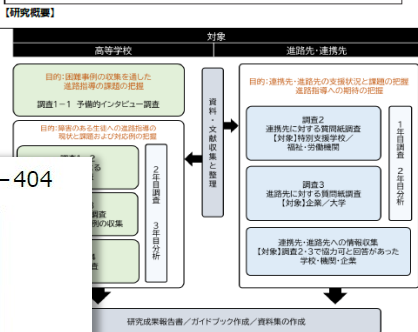 【研究概要】
対象
高等学校
進路先・連携先
目的:困難事例の収集を通した
進路指導の課題の把握
調査1−1 予備的インタビュー調査
目的:障害のある生徒への進路指導の
現状と課題および対応例の把握
2年目調査 3年目分析
資料・文献収集と整理
目的:連携先・進路先の支援状況と課題の把握
進路指導への期待の把握
調査2
連携先に対する質問紙調査
【対象】特別支援学校/
福祉・労働機関
調査3
進路先に対する質問紙調査
【対象】企業/大学
連携先・進路先への情報収集
【対象】調査2・3で協力可と回答があった
学校・機関・企業
1年目調査 2年目分析
-404
る
調査
例の収集
査
研究成果報告書/ガイドブック作成/資料集の作成